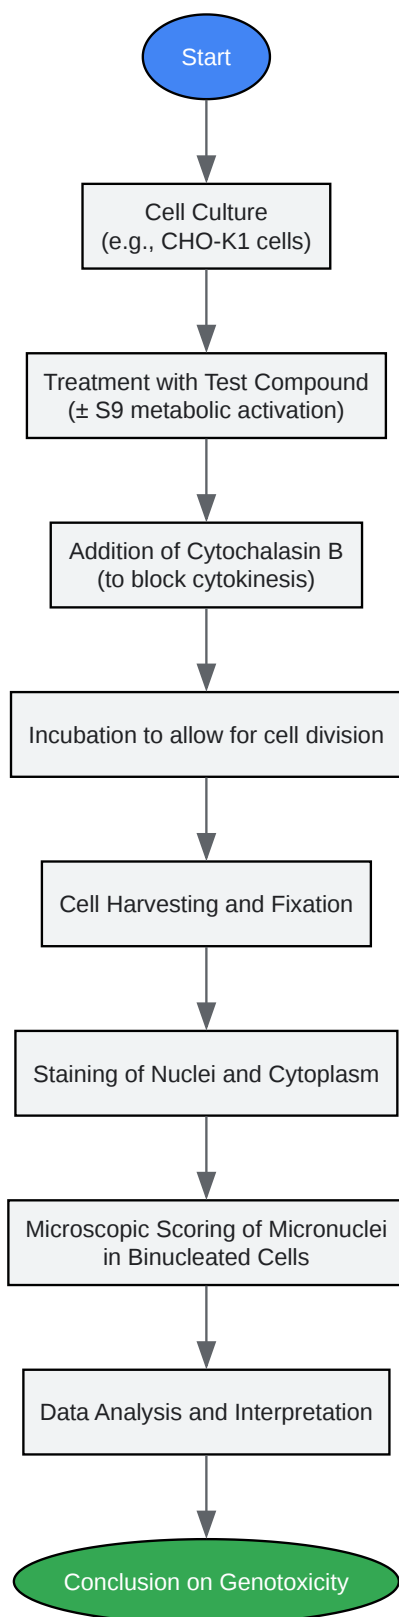 Start
Cell Culture
(e.g., CHO-K1 cells)
Treatment with Test Compound
(± S9 metabolic activation)
Addition of Cytochalasin B
(to block cytokinesis)
Incubation to allow for cell division
Cell Harvesting and Fixation
Staining of Nuclei and Cytoplasm
Microscopic Scoring of Micronuclei
in Binucleated Cells
Data Analysis and Interpretation
Conclusion on Genotoxicity